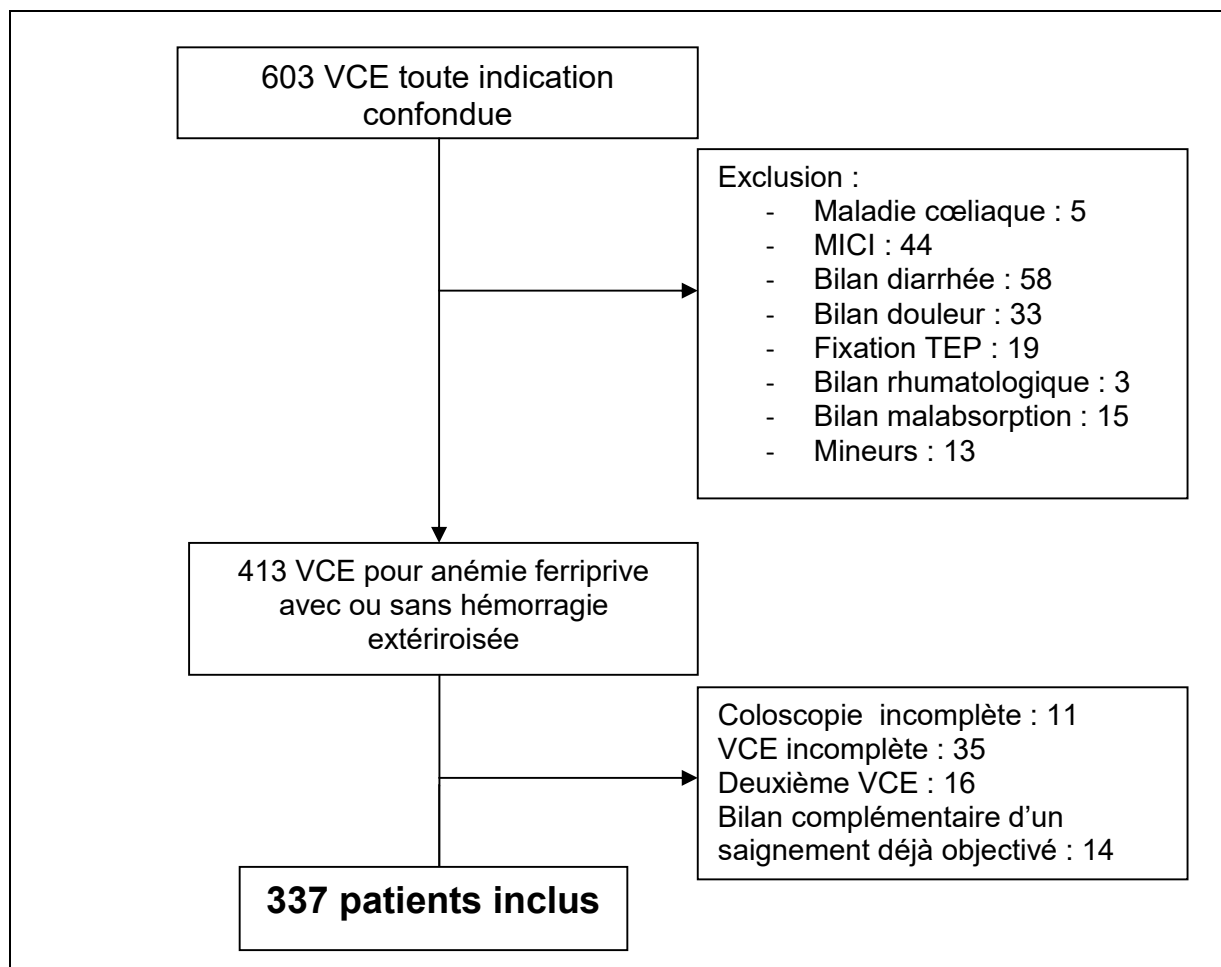 603 VCE toute indication
confondue
Exclusion :
- Maladie cœliaque : 5
- MICI : 44
- Bilan diarrhée : 58
- Bilan douleur : 33
- Fixation TEP : 19
- Bilan rhumatologique : 3
- Bilan malabsorption : 15
- Mineurs : 13
413 VCE pour anémie ferriprive
avec ou sans hémorragie
extériroisée
Coloscopie incomplète : 11
VCE incomplète : 35
Deuxième VCE : 16
Bilan complémentaire d’un
saignement déjà objectivé : 14
337 patients inclus